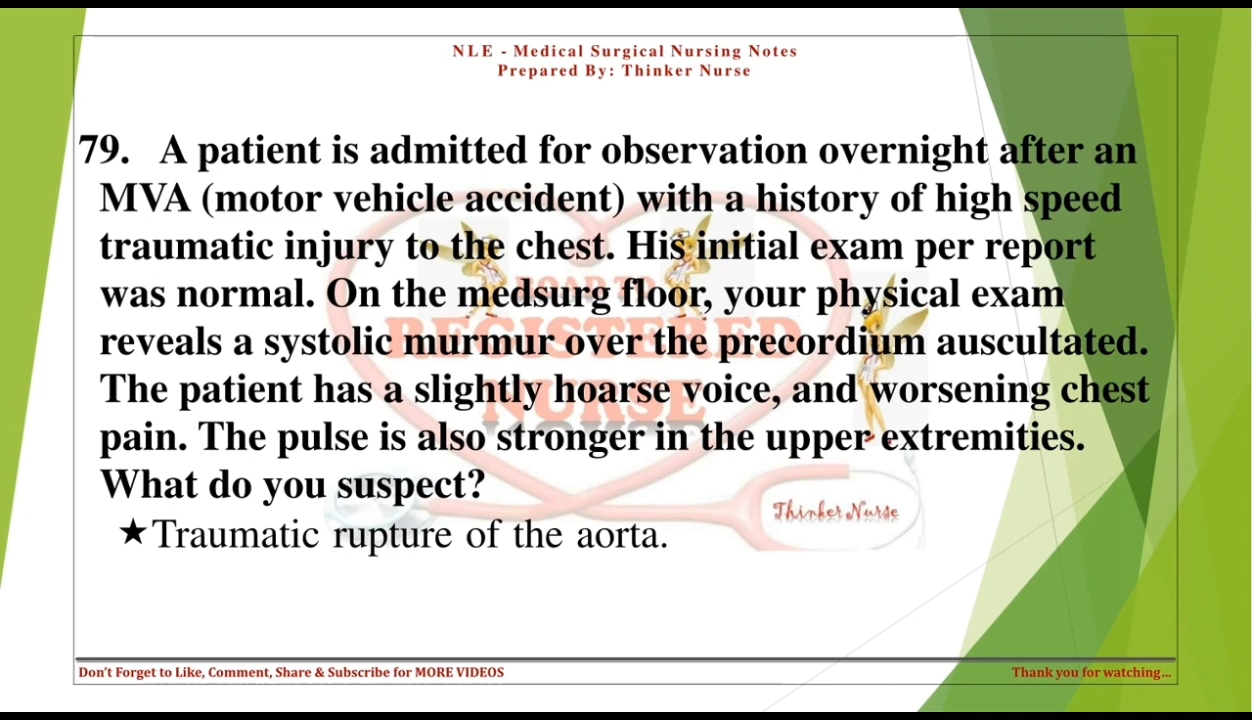 NLE - Medical Surgical Nursing Notes
Prepared By: Thinker Nurse
79. A patient is admitted for observation overnight after an
MVA (motor vehicle accident) with a history of high speed
traumatic injury to the chest. His initial exam per report
was normal. On the medsurg floor, your physical exam
reveals a systolic murmur over the precordium auscultated.
The patient has a slightly hoarse voice, and worsening chest
pain. The pulse is also stronger in the upper extremities.
What do you suspect?
★Traumatic rupture of the aorta.
ROAD TO
REGISTERED
NURSE
Thinker Nurse
Don't Forget to Like, Comment, Share & Subscribe for MORE VIDEOS
Thank you for watching...